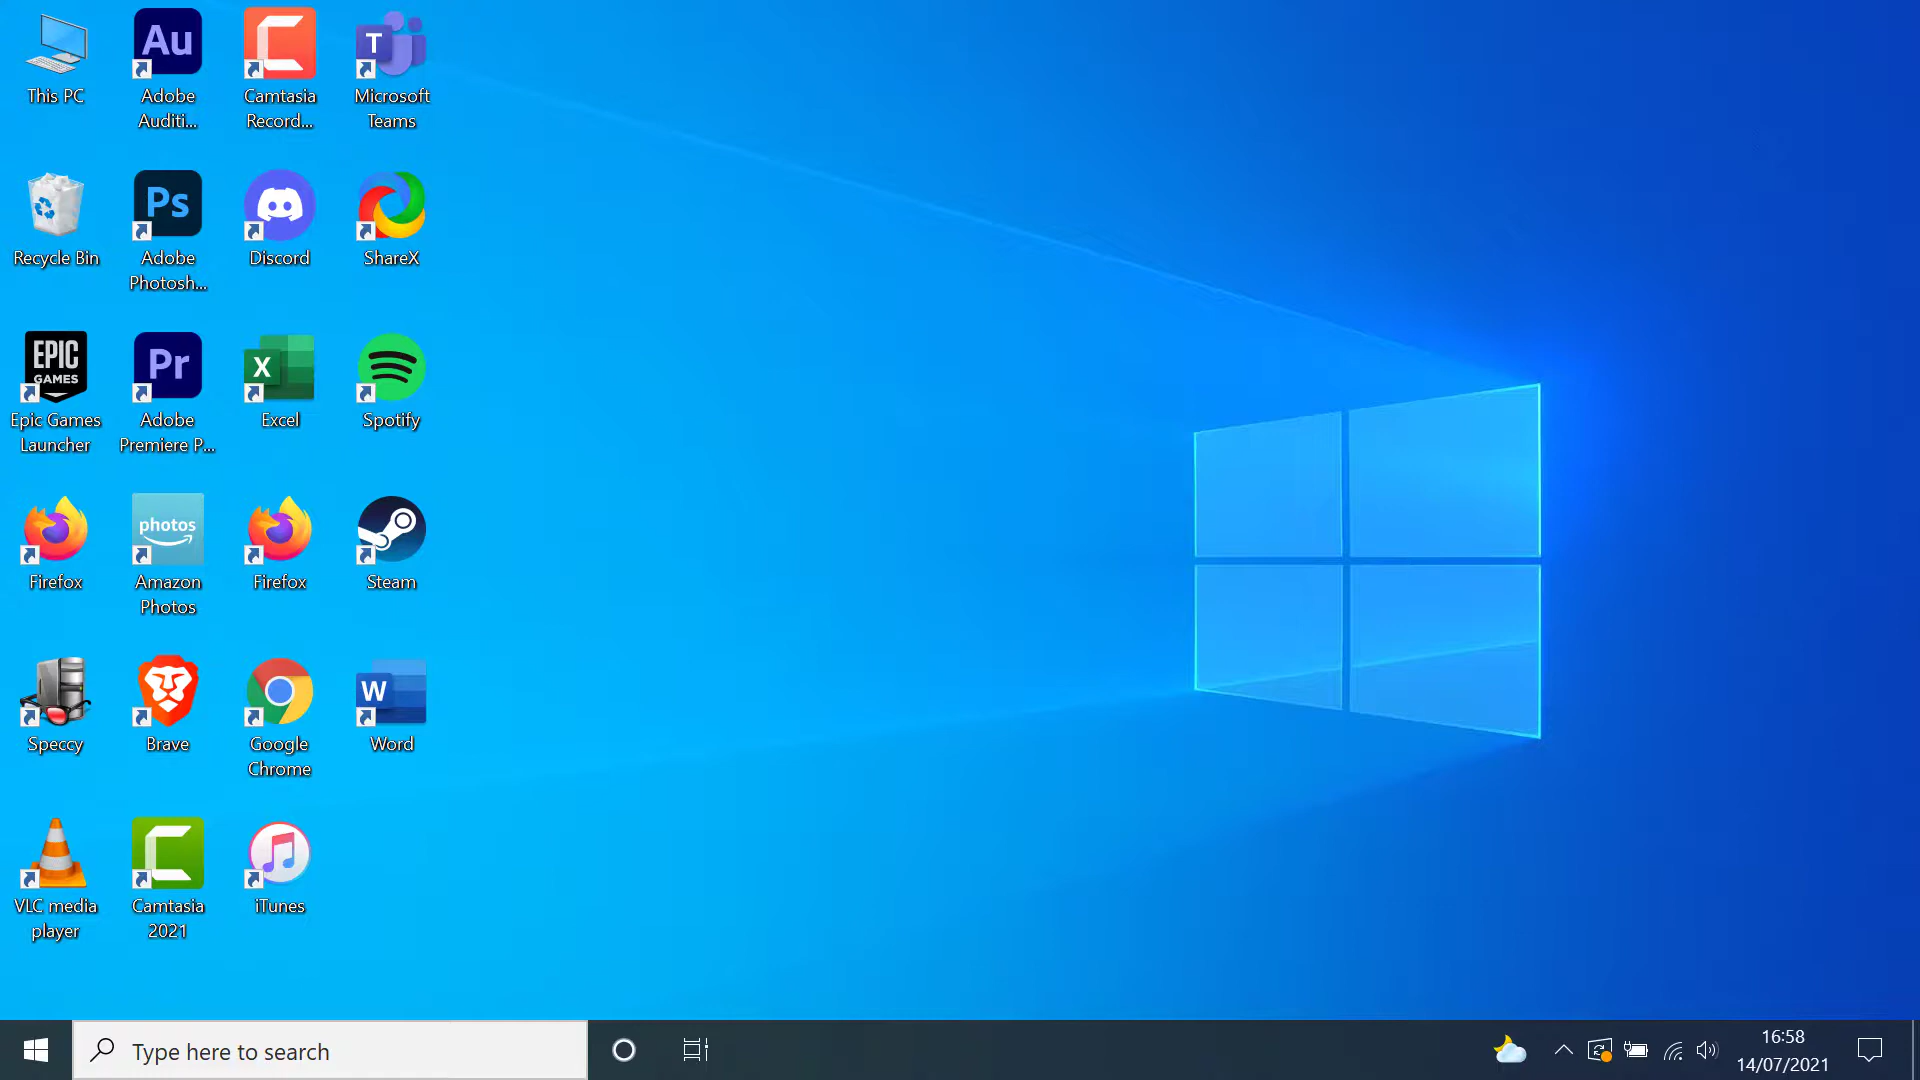 This PC
Au
Adobe
Auditi...
Camtasia
Record...
T
Microsoft
Teams
Recycle Bin
Ps
Adobe
Photosh...
Discord
ShareX
EPIC
GAMES
Epic Games
Launcher
Pr
Adobe
Premiere P...
X
Excel
Spotify
Firefox
photos
Amazon
Photos
Firefox
Steam
Speccy
Brave
Google
Chrome
W
Word
VLC media
player
Camtasia
2021
iTunes
Type here to search
16:58
14/07/2021